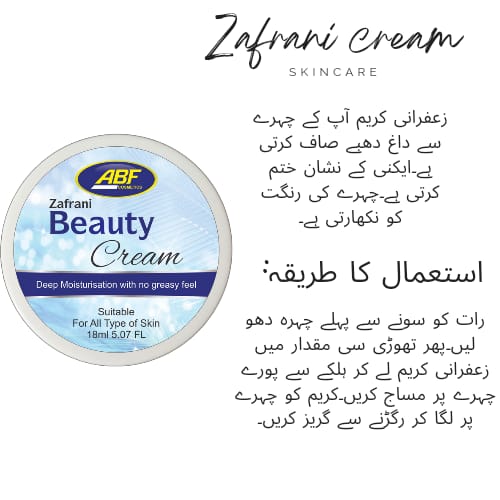 Zafrani cream
SKINCARE
زعفرانی کریم آپ کے چہرے
سے داغ دھبے صاف کرتی
ہے۔ایکنی کے نشان ختم
کرتی ہے۔چہرے کی رنگت
کو نکھارتی ہے۔
ABF
COSMETICS
Zafrani
Beauty
Cream
Deep Moisturisation with no greasy feel
Suitable
For All Type of Skin
18ml 5.07 FL
استعمال کا طریقہ:
رات کو سونے سے پہلے چہرہ دھو
لیں۔پھر تھوڑی سی مقدار میں
زعفرانی کریم لے کر ہلکے سے پورے
چہرے پر مساج کریں۔کریم کو چہرے
پر لگا کر رگڑنے سے گریز کریں۔